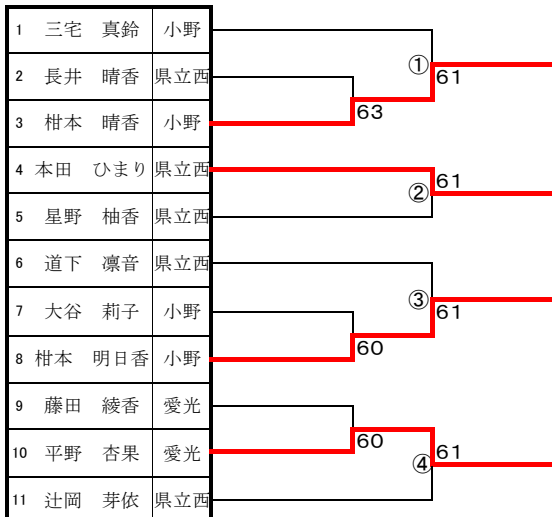 1 三宅 真鈴 小野
①
61
2 長井 晴香 県立西
63
3 柑本 晴香 小野
4 本田 ひまり 県立西
61
②
5 星野 柚香 県立西
6 道下 凛音 県立西
③
61
7 大谷 莉子 小野
60
8 柑本 明日香 小野
9 藤田 綾香 愛光
60
10 平野 杏果 愛光
61
④
11 辻岡 芽依 県立西